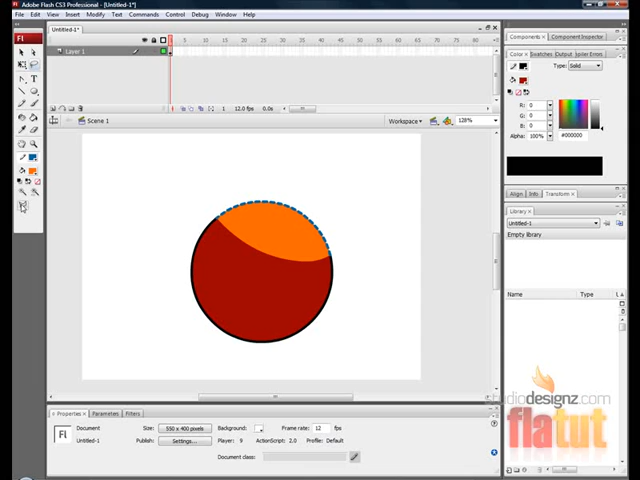 Adobe Flash CS3 Professional - [Untitled-1*]
File Edit View Insert Modify Text Commands Control Debug Window Help
Fl
Untitled-1*
5 10 15 20 25 30 35 40 45 50 55 60 65 70 75 80
Layer 1
1 12.0 fps 0.0s
Scene 1
Workspace
128%
Components Component Inspector
Color Swatches Output
Type: Solid
R: 0
G: 0
B: 0
Alpha: 100%
#000000
Align Info Transform
Library
Untitled-1
Empty library
Name Type
Properties Parameters Filters
Fl
Document
Untitled-1
Size: 550 x 400 pixels
Background:
Frame rate: 12 fps
Publish: Settings...
Player: 9
ActionScript: 2.0
Profile: Default
Document class:
studiodesignz.com
flatut